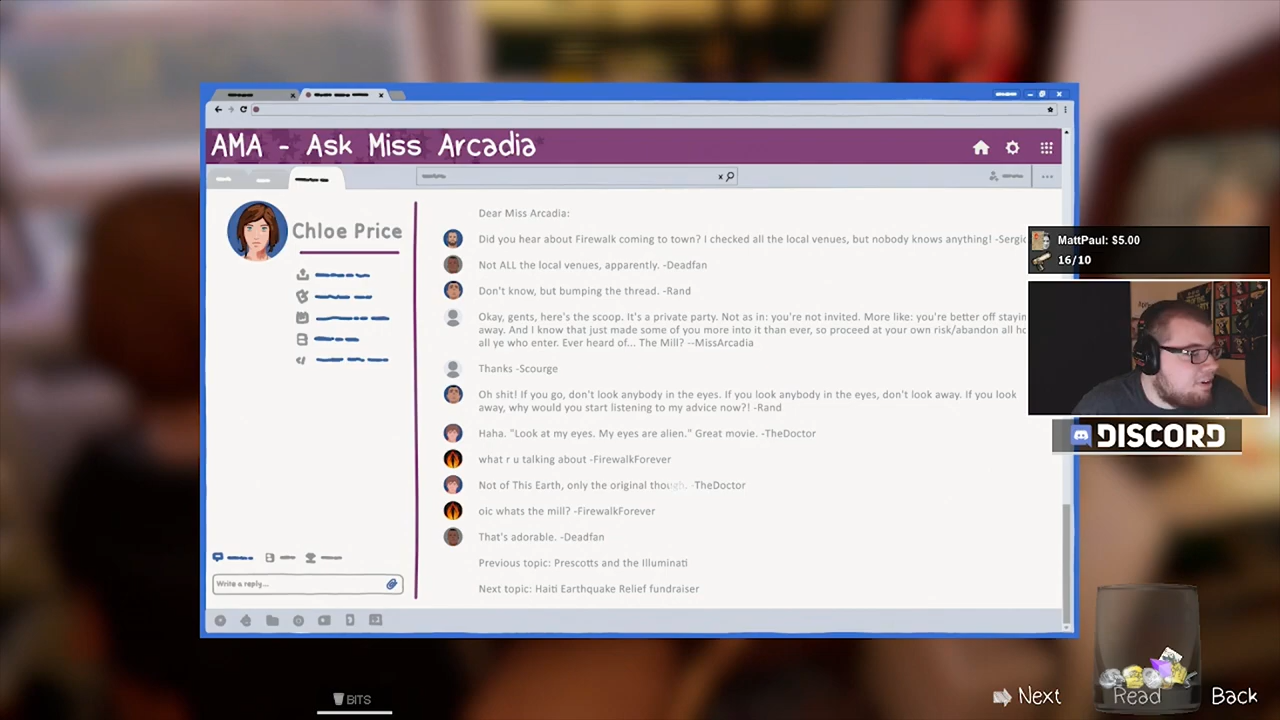 AMA - Ask Miss Arcadia
Chloe Price
Dear Miss Arcadia:
Did you hear about Firewalk coming to town? I checked all the local venues, but nobody knows anything! -Sergio
Not ALL the local venues, apparently. -Deadfan
Don't know, but bumping the thread. -Rand
Okay, gents, here's the scoop. It's a private party. Not as in: you're not invited. More like: you're better off stayin
away. And I know that just made some of you more into it than ever, so proceed at your own risk/abandon all ho
all ye who enter. Ever heard of... The Mill? --MissArcadia
Thanks -Scourge
Oh shit! If you go, don't look anybody in the eyes. If you look anybody in the eyes, don't look away. If you look
away, why would you start listening to my advice now?! -Rand
Haha. "Look at my eyes. My eyes are alien." Great movie. -TheDoctor
what r u talking about -FirewalkForever
Not of This Earth, only the original though. -TheDoctor
oic whats the mill? -FirewalkForever
That's adorable. -Deadfan
Previous topic: Prescotts and the Illuminati
Next topic: Haiti Earthquake Relief fundraiser
Write a reply...
MattPaul: $5.00
16/10
DISCORD
BITS
Next
Read
Back